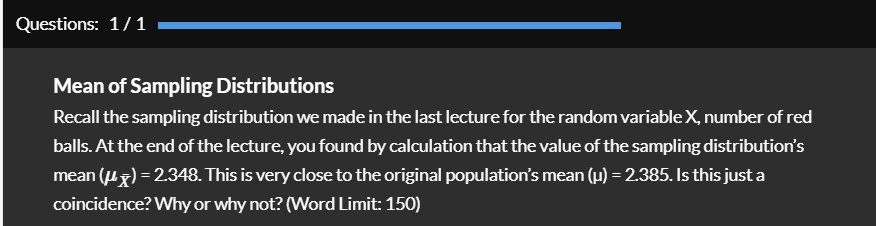 Questions: 1 / 1
Mean of Sampling Distributions
Recall the sampling distribution we made in the last lecture for the random variable X, number of red
balls. At the end of the lecture, you found by calculation that the value of the sampling distribution's
mean (μ_X̄) = 2.348. This is very close to the original population's mean (μ) = 2.385. Is this just a
coincidence? Why or why not? (Word Limit: 150)